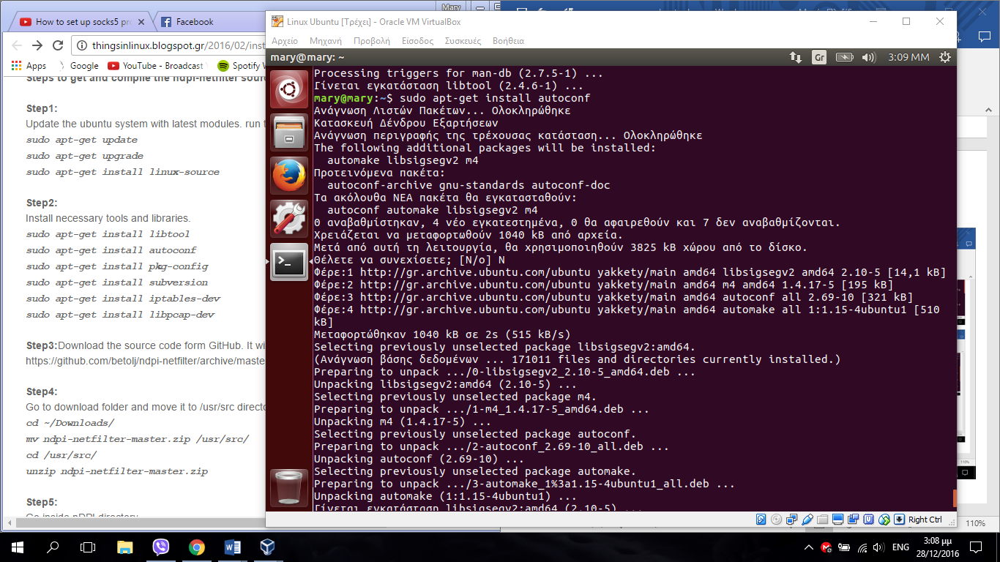 Mary
How to set up socks5 pr
Facebook
thingsinlinux.blogspot.gr/2016/02/inst
Apps
Google
YouTube - Broadcast
Spotify
Steps to get and compile the ndpi-netfilter sour
Step1:
Update the ubuntu system with latest modules. run
sudo apt-get update
sudo apt-get upgrade
sudo apt-get install linux-source
Step2:
Install necessary tools and libraries.
sudo apt-get install libtool
sudo apt-get install autoconf
sudo apt-get install pkg-config
sudo apt-get install subversion
sudo apt-get install iptables-dev
sudo apt-get install libpcap-dev
Step3:Download the source code form GitHub. It wi
https://github.com/betolj/ndpi-netfilter/archive/maste
Step4:
Go to download folder and move it to /usr/src directo
cd ~/Downloads/
mv ndpi-netfilter-master.zip /usr/src/
cd /usr/src/
unzip ndpi-netfilter-master.zip
Step5:
Go inside nDPI directory
Linux Ubuntu [Τρέχει] - Oracle VM VirtualBox
Αρχείο Μηχανή Προβολή Είσοδος Συσκευές Βοήθεια
mary@mary: ~
Gr
3:09 ΜΜ
Processing triggers for man-db (2.7.5-1) ...
Γίνεται εγκατάσταση libtool (2.4.6-1) ...
mary@mary:~$ sudo apt-get install autoconf
Ανάγνωση Λιστών Πακέτων... Ολοκληρώθηκε
Κατασκευή Δένδρου Εξαρτήσεων
Ανάγνωση περιγραφής της τρέχουσας κατάσταση... Ολοκληρώθηκε
The following additional packages will be installed:
automake libsigsegv2 m4
Προτεινόμενα πακέτα:
autoconf-archive gnu-standards autoconf-doc
Τα ακόλουθα ΝΕΑ πακέτα θα εγκατασταθούν:
autoconf automake libsigsegv2 m4
0 αναβαθμίστηκαν, 4 νέο εγκατεστημένα, 0 θα αφαιρεθούν και 7 δεν αναβαθμίζονται.
Χρειάζεται να μεταφορτωθούν 1040 kB από αρχεία.
Μετά από αυτή τη λειτουργία, θα χρησιμοποιηθούν 3825 kB χώρου από το δίσκο.
Θέλετε να συνεχίσετε; [Ν/ο] Ν
Φέρε:1 http://gr.archive.ubuntu.com/ubuntu yakkety/main amd64 libsigsegv2 amd64 2.10-5 [14,1 kB]
Φέρε:2 http://gr.archive.ubuntu.com/ubuntu yakkety/main amd64 m4 amd64 1.4.17-5 [195 kB]
Φέρε:3 http://gr.archive.ubuntu.com/ubuntu yakkety/main amd64 autoconf all 2.69-10 [321 kB]
Φέρε:4 http://gr.archive.ubuntu.com/ubuntu yakkety/main amd64 automake all 1:1.15-4ubuntu1 [510
kB]
Μεταφορτώθηκαν 1040 kB σε 2s (515 kB/s)
Selecting previously unselected package libsigsegv2:amd64.
(Ανάγνωση βάσης δεδομένων ... 171011 files and directories currently installed.)
Preparing to unpack .../0-libsigsegv2_2.10-5_amd64.deb ...
Unpacking libsigsegv2:amd64 (2.10-5) ...
Selecting previously unselected package m4.
Preparing to unpack .../1-m4_1.4.17-5_amd64.deb ...
Unpacking m4 (1.4.17-5) ...
Selecting previously unselected package autoconf.
Preparing to unpack .../2-autoconf_2.69-10_all.deb ...
Unpacking autoconf (2.69-10) ...
Selecting previously unselected package automake.
Preparing to unpack .../3-automake_1%3a1.15-4ubuntu1_all.deb ...
Unpacking automake (1:1.15-4ubuntu1) ...
Γίνεται εγκατάσταση libsigsegv2:amd64 (2.10-5) ...
Right Ctrl
110%
ENG
3:08 μμ
28/12/2016